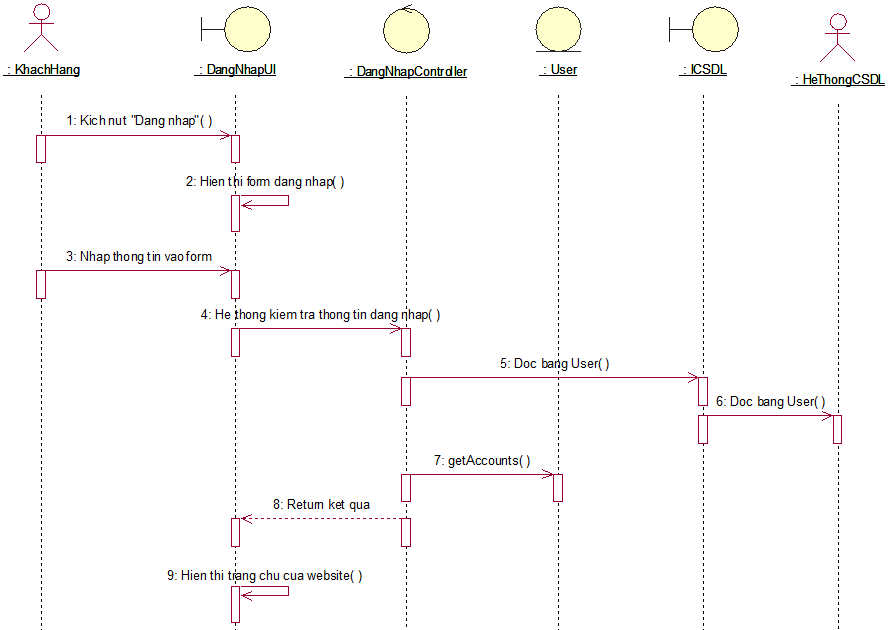 : KhachHang
: DangNhapUI
: DangNhapController
: User
: ICSDL
: HeThongCSDL
1: Kich nut "Dang nhap"( )
2: Hien thi form dang nhap( )
3: Nhap thong tin vao form
4: He thong kiem tra thong tin dang nhap( )
5: Doc bang User( )
6: Doc bang User( )
7: getAccounts( )
8: Return ket qua
9: Hien thi trang chu cua website( )